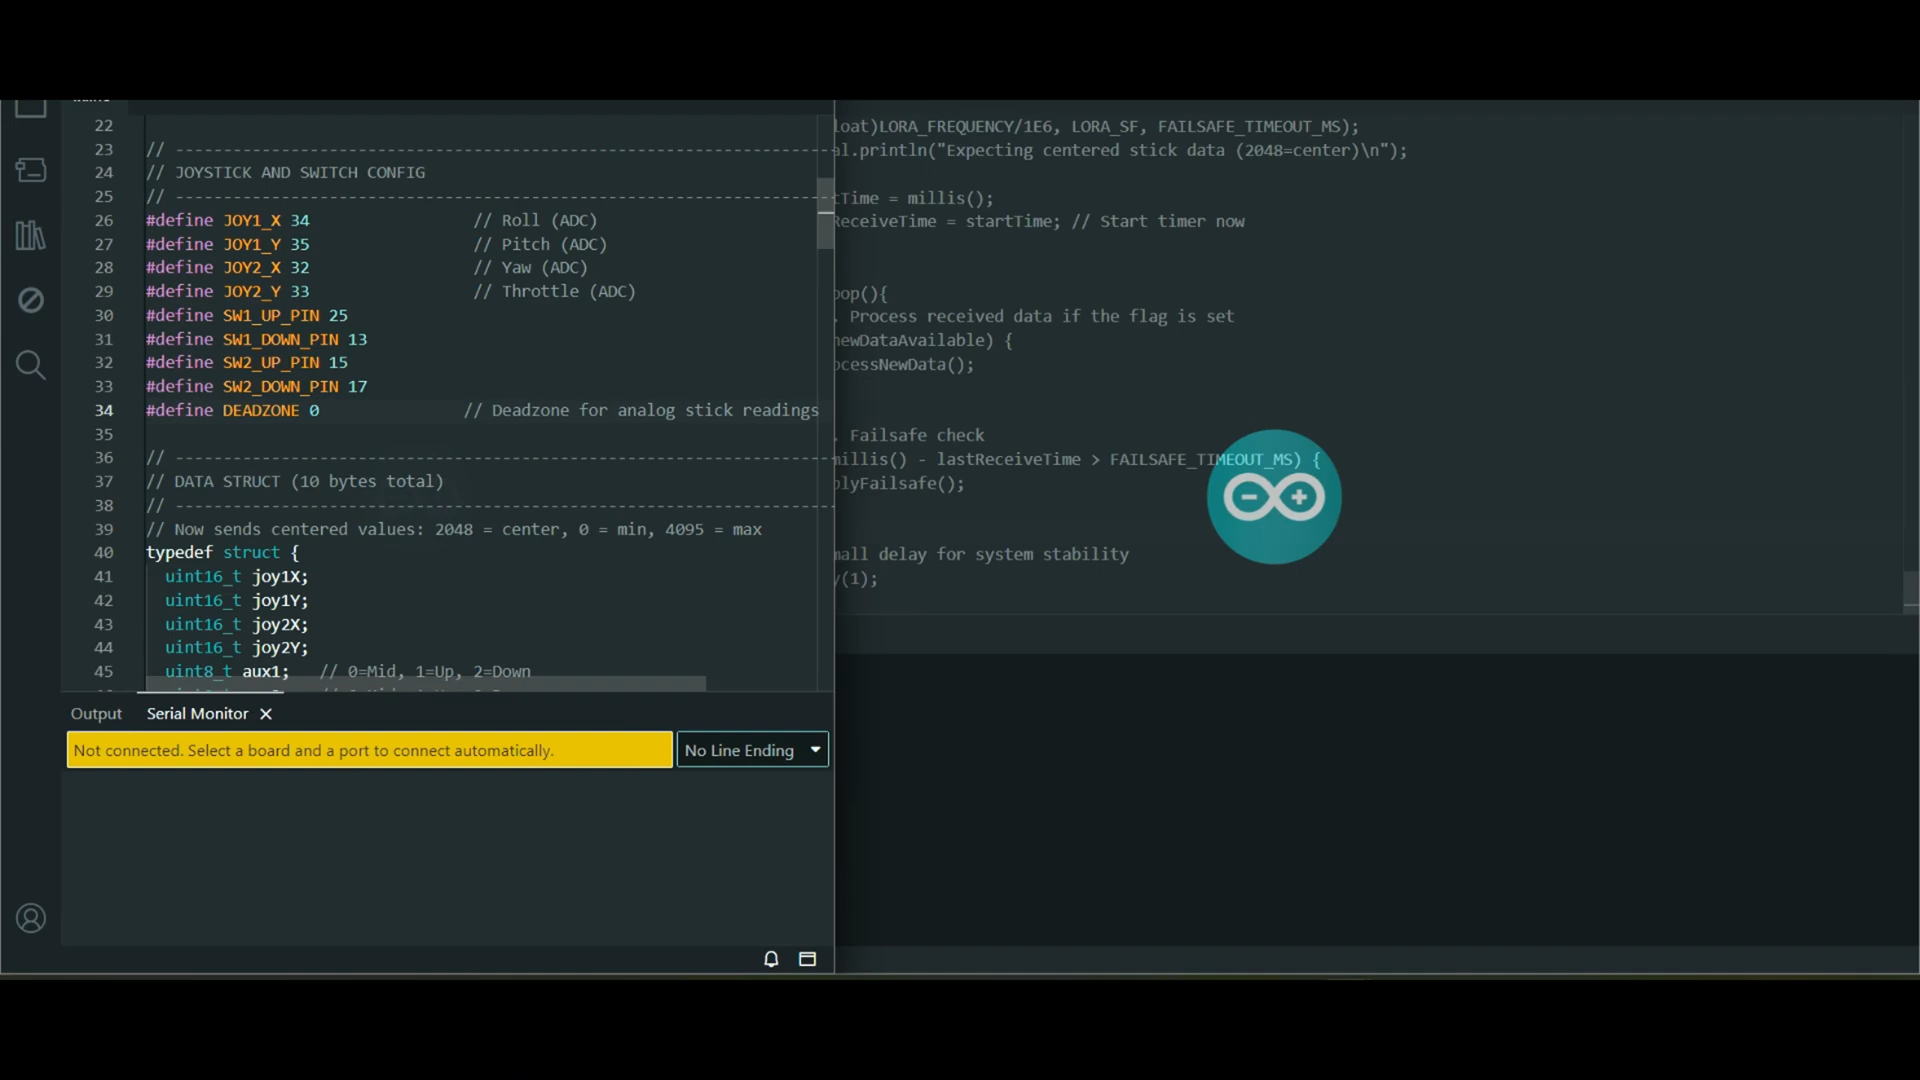 22
23 // --------------------------------------------------------------------
24 // JOYSTICK AND SWITCH CONFIG
25 // --------------------------------------------------------------------
26 #define JOY1_X 34 // Roll (ADC)
27 #define JOY1_Y 35 // Pitch (ADC)
28 #define JOY2_X 32 // Yaw (ADC)
29 #define JOY2_Y 33 // Throttle (ADC)
30 #define SW1_UP_PIN 25
31 #define SW1_DOWN_PIN 13
32 #define SW2_UP_PIN 15
33 #define SW2_DOWN_PIN 17
34 #define DEADZONE 0 // Deadzone for analog stick readings
35
36 // --------------------------------------------------------------------
37 // DATA STRUCT (10 bytes total)
38 // --------------------------------------------------------------------
39 // Now sends centered values: 2048 = center, 0 = min, 4095 = max
40 typedef struct {
41 uint16_t joy1X;
42 uint16_t joy1Y;
43 uint16_t joy2X;
44 uint16_t joy2Y;
45 uint8_t aux1; // 0=Mid, 1=Up, 2=Down
Output Serial Monitor
Not connected. Select a board and a port to connect automatically.
No Line Ending
loat)LORA_FREQUENCY/1E6, LORA_SF, FAILSAFE_TIMEOUT_MS);
al.println("Expecting centered stick data (2048=center)\n");
tTime = millis();
ReceiveTime = startTime; // Start timer now
oop(){
. Process received data if the flag is set
newDataAvailable) {
ocessNewData();
. Failsafe check
millis() - lastReceiveTime > FAILSAFE_TIMEOUT_MS) {
plyFailsafe();
mall delay for system stability
y(1);